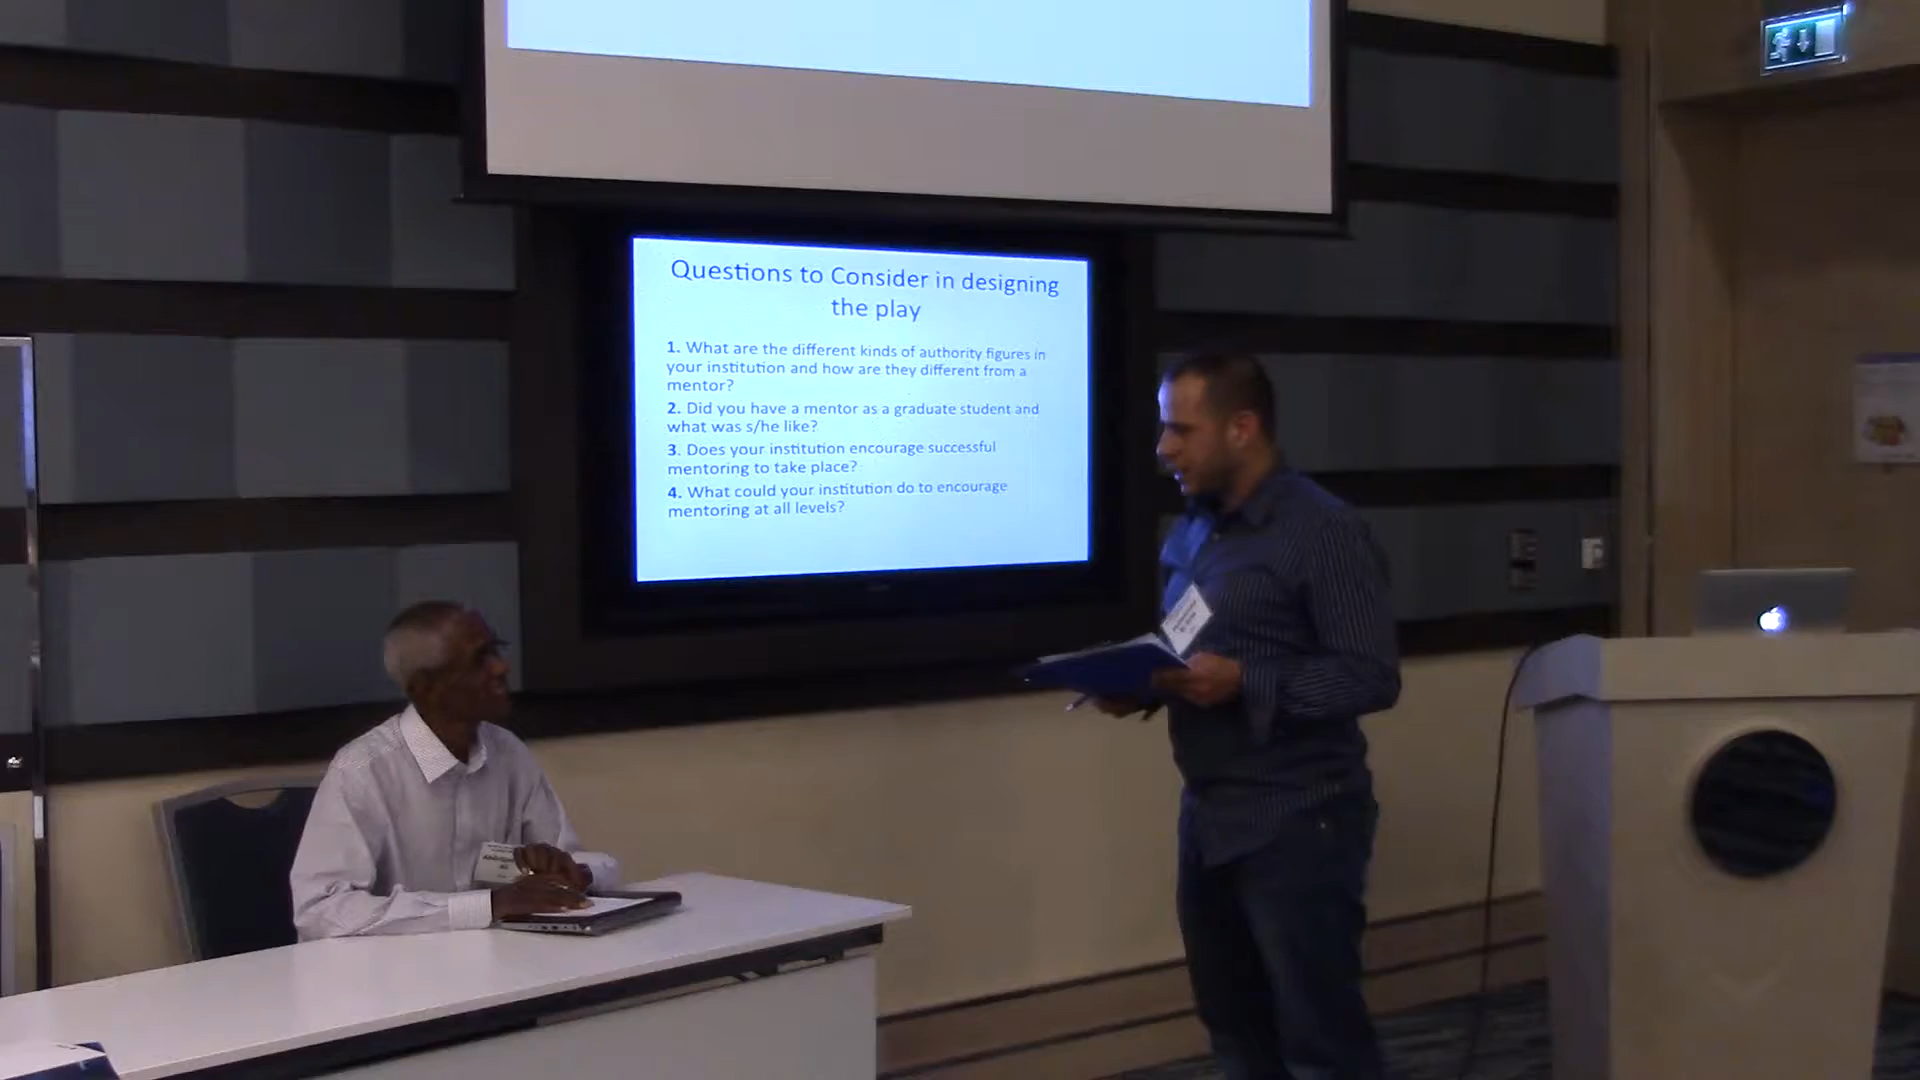 Questions to Consider in designing
the play
1. What are the different kinds of authority figures in
your institution and how are they different from a
mentor?
2. Did you have a mentor as a graduate student and
what was s/he like?
3. Does your institution encourage successful
mentoring to take place?
4. What could your institution do to encourage
mentoring at all levels?